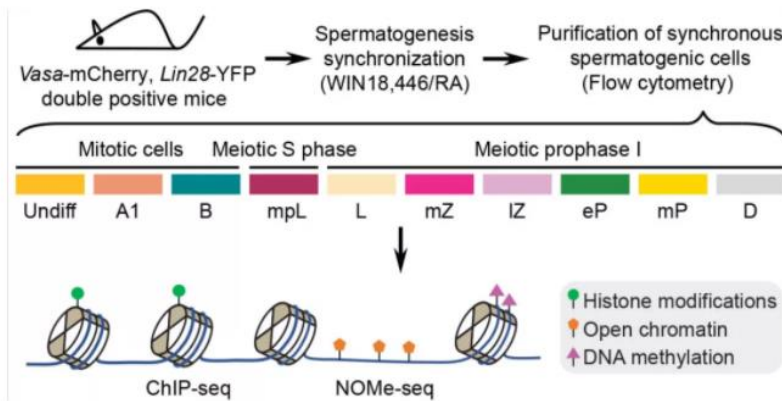 Vasa-mCherry, Lin28-YFP
double positive mice
Spermatogenesis
synchronization
(WIN18,446/RA)
Purification of synchronous
spermatogenic cells
(Flow cytometry)
Mitotic cells
Meiotic S phase
Meiotic prophase I
Undiff
A1
B
mpL
L
mZ
lZ
eP
mP
D
Histone modifications
Open chromatin
DNA methylation
ChIP-seq
NOMe-seq